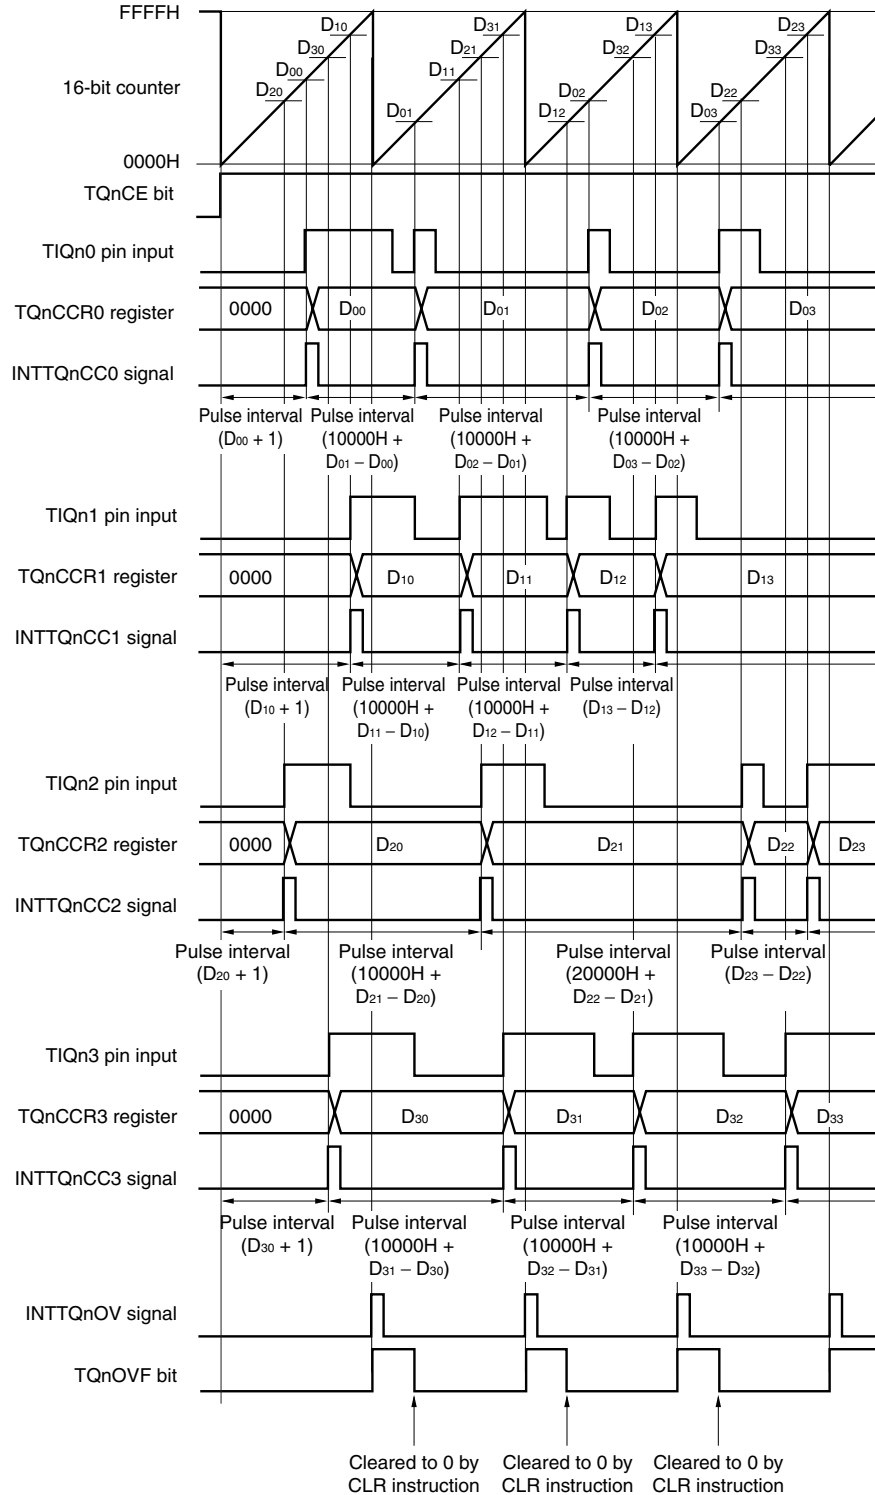 FFFFH
16-bit counter
0000H
D10
D30
D00
D20
D31
D21
D11
D01
D13
D32
D02
D12
D23
D33
D22
D03
TQnCE bit
TIQn0 pin input
TQnCCR0 register
0000
D00
D01
D02
D03
INTTQnCC0 signal
Pulse interval
(D00 + 1)
Pulse interval
(10000H +
D01 – D00)
Pulse interval
(10000H +
D02 – D01)
Pulse interval
(10000H +
D03 – D02)
TIQn1 pin input
TQnCCR1 register
0000
D10
D11
D12
D13
INTTQnCC1 signal
Pulse interval
(D10 + 1)
Pulse interval
(10000H +
D11 – D10)
Pulse interval
(10000H +
D12 – D11)
Pulse interval
(D13 – D12)
TIQn2 pin input
TQnCCR2 register
0000
D20
D21
D22
D23
INTTQnCC2 signal
Pulse interval
(D20 + 1)
Pulse interval
(10000H +
D21 – D20)
Pulse interval
(20000H +
D22 – D21)
Pulse interval
(D23 – D22)
TIQn3 pin input
TQnCCR3 register
0000
D30
D31
D32
D33
INTTQnCC3 signal
Pulse interval
(D30 + 1)
Pulse interval
(10000H +
D31 – D30)
Pulse interval
(10000H +
D32 – D31)
Pulse interval
(10000H +
D33 – D32)
INTTQnOV signal
TQnOVF bit
Cleared to 0 by
CLR instruction
Cleared to 0 by
CLR instruction
Cleared to 0 by
CLR instruction